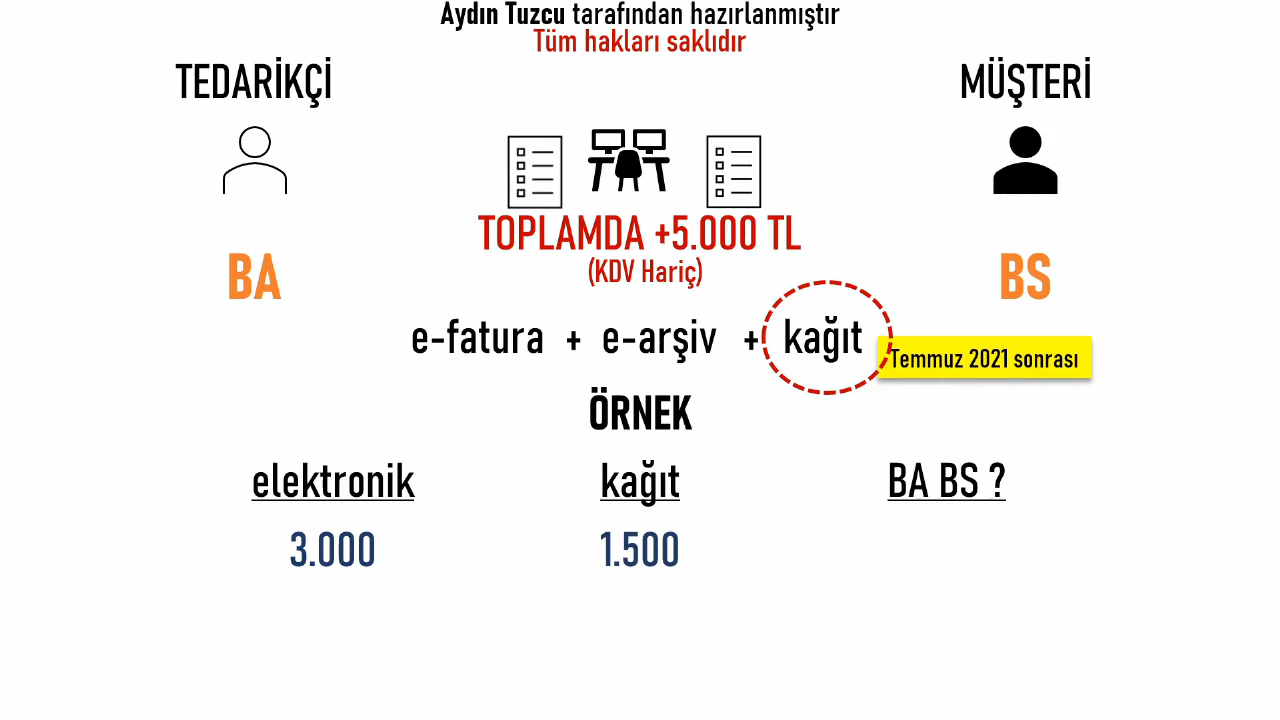 Aydın Tuzcu tarafından hazırlanmıştır
Tüm hakları saklıdır
TEDARİKÇİ
MÜŞTERİ
TOPLAMDA +5.000 TL
(KDV Hariç)
BA
BS
e-fatura + e-arşiv + kağıt
Temmuz 2021 sonrası
ÖRNEK
elektronik kağıt BA BS ?
3.000 1.500